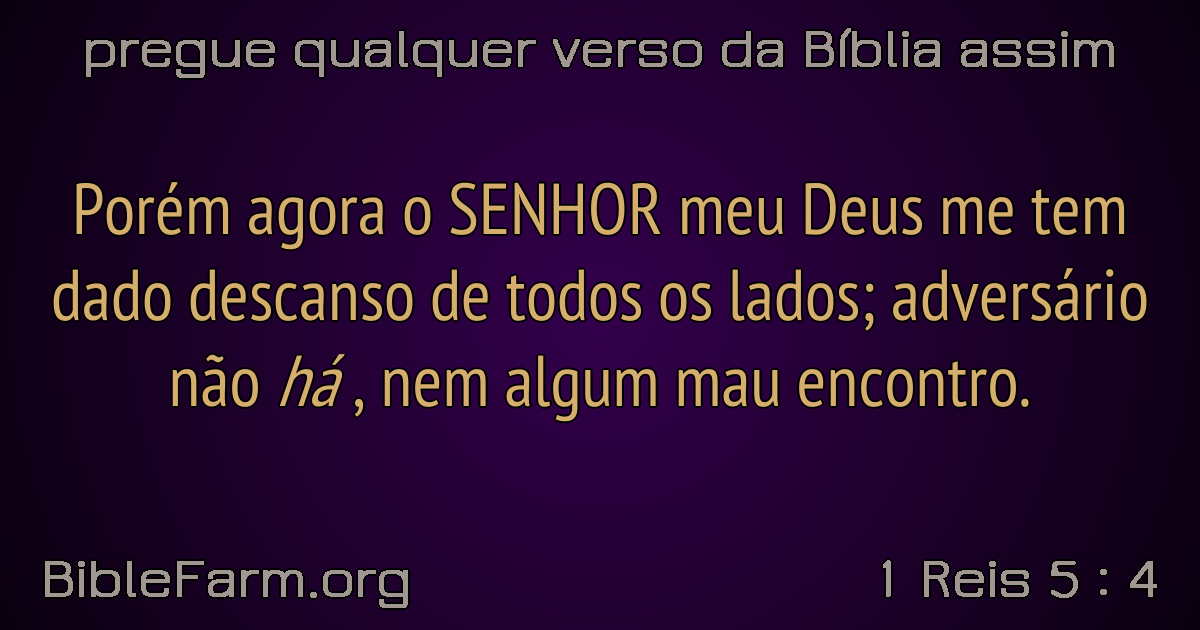 pregue qualquer verso da Bíblia assim
Porém agora o SENHOR meu Deus me tem
dado descanso de todos os lados; adversário
não há , nem algum mau encontro.
BibleFarm.org
1 Reis 5 : 4